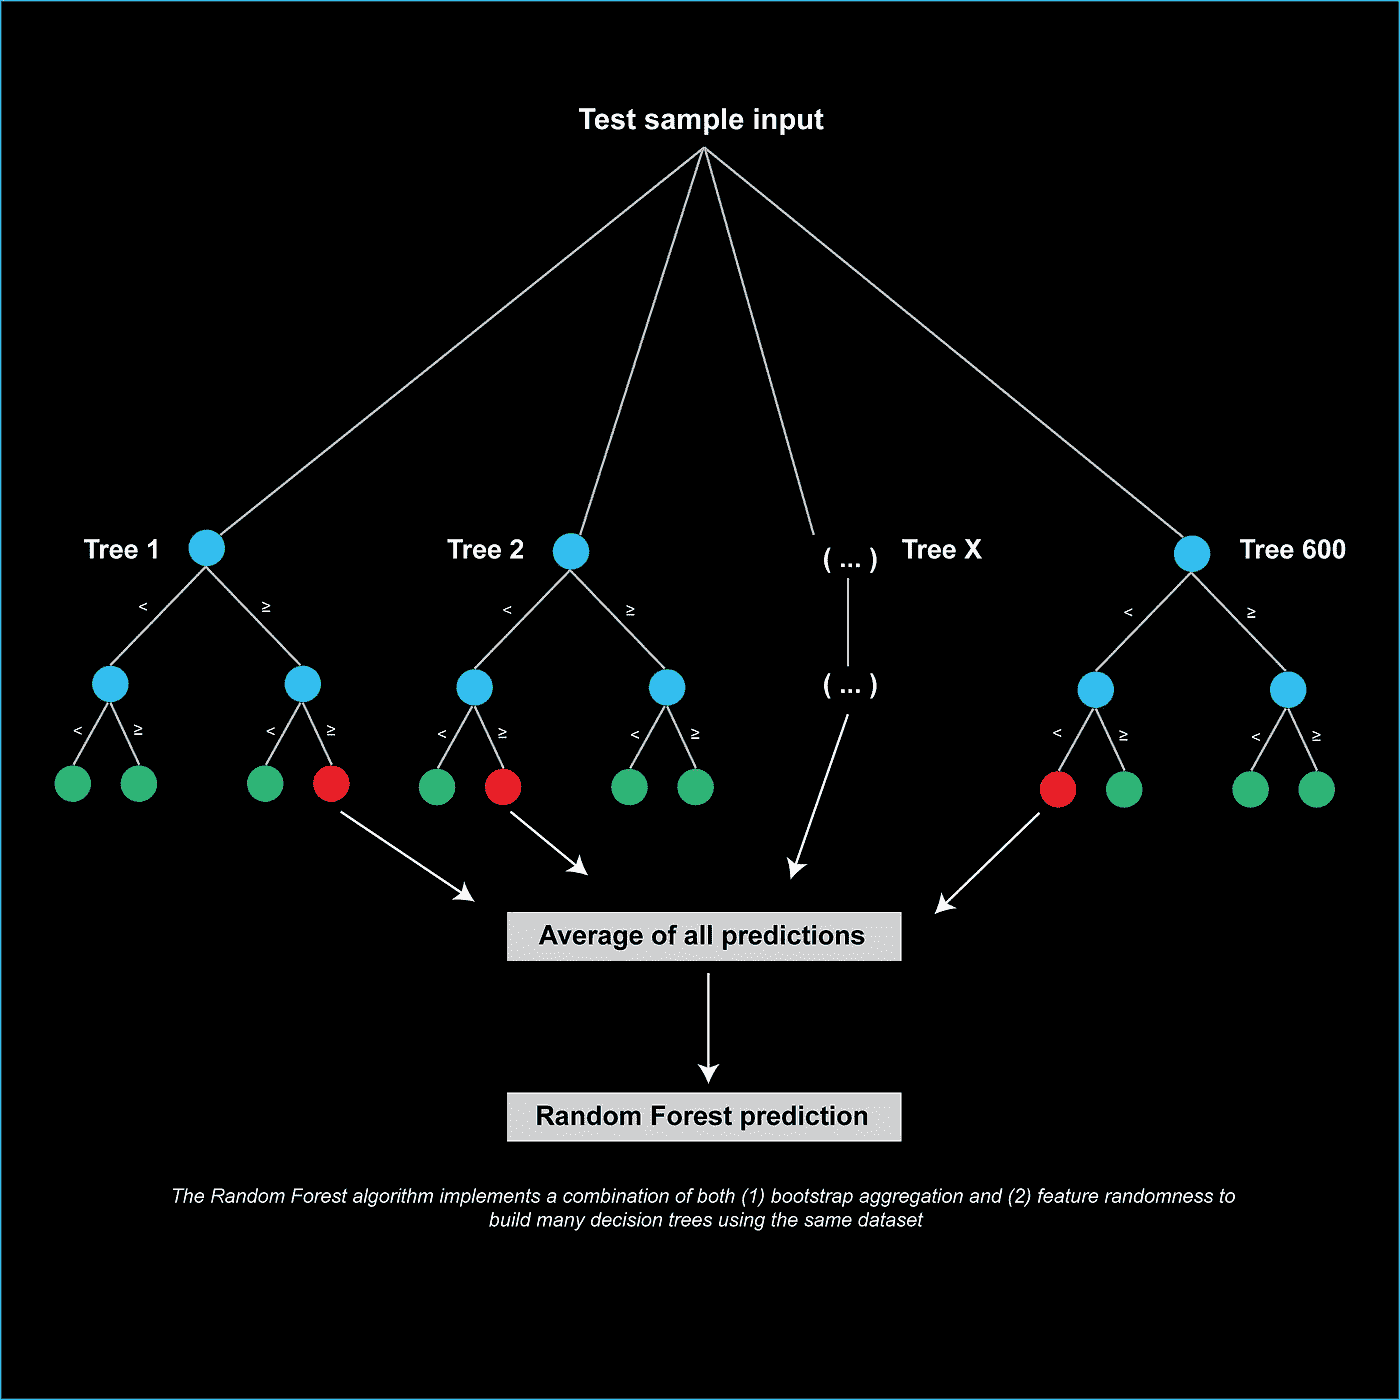 Test sample input
Tree 1
Tree 2
( ... )
Tree X
Tree 600
< ≥
< ≥
< ≥
( ... )
< ≥
< ≥
< ≥
< ≥
< ≥
< ≥
Average of all predictions
Random Forest prediction
The Random Forest algorithm implements a combination of both (1) bootstrap aggregation and (2) feature randomness to
build many decision trees using the same dataset